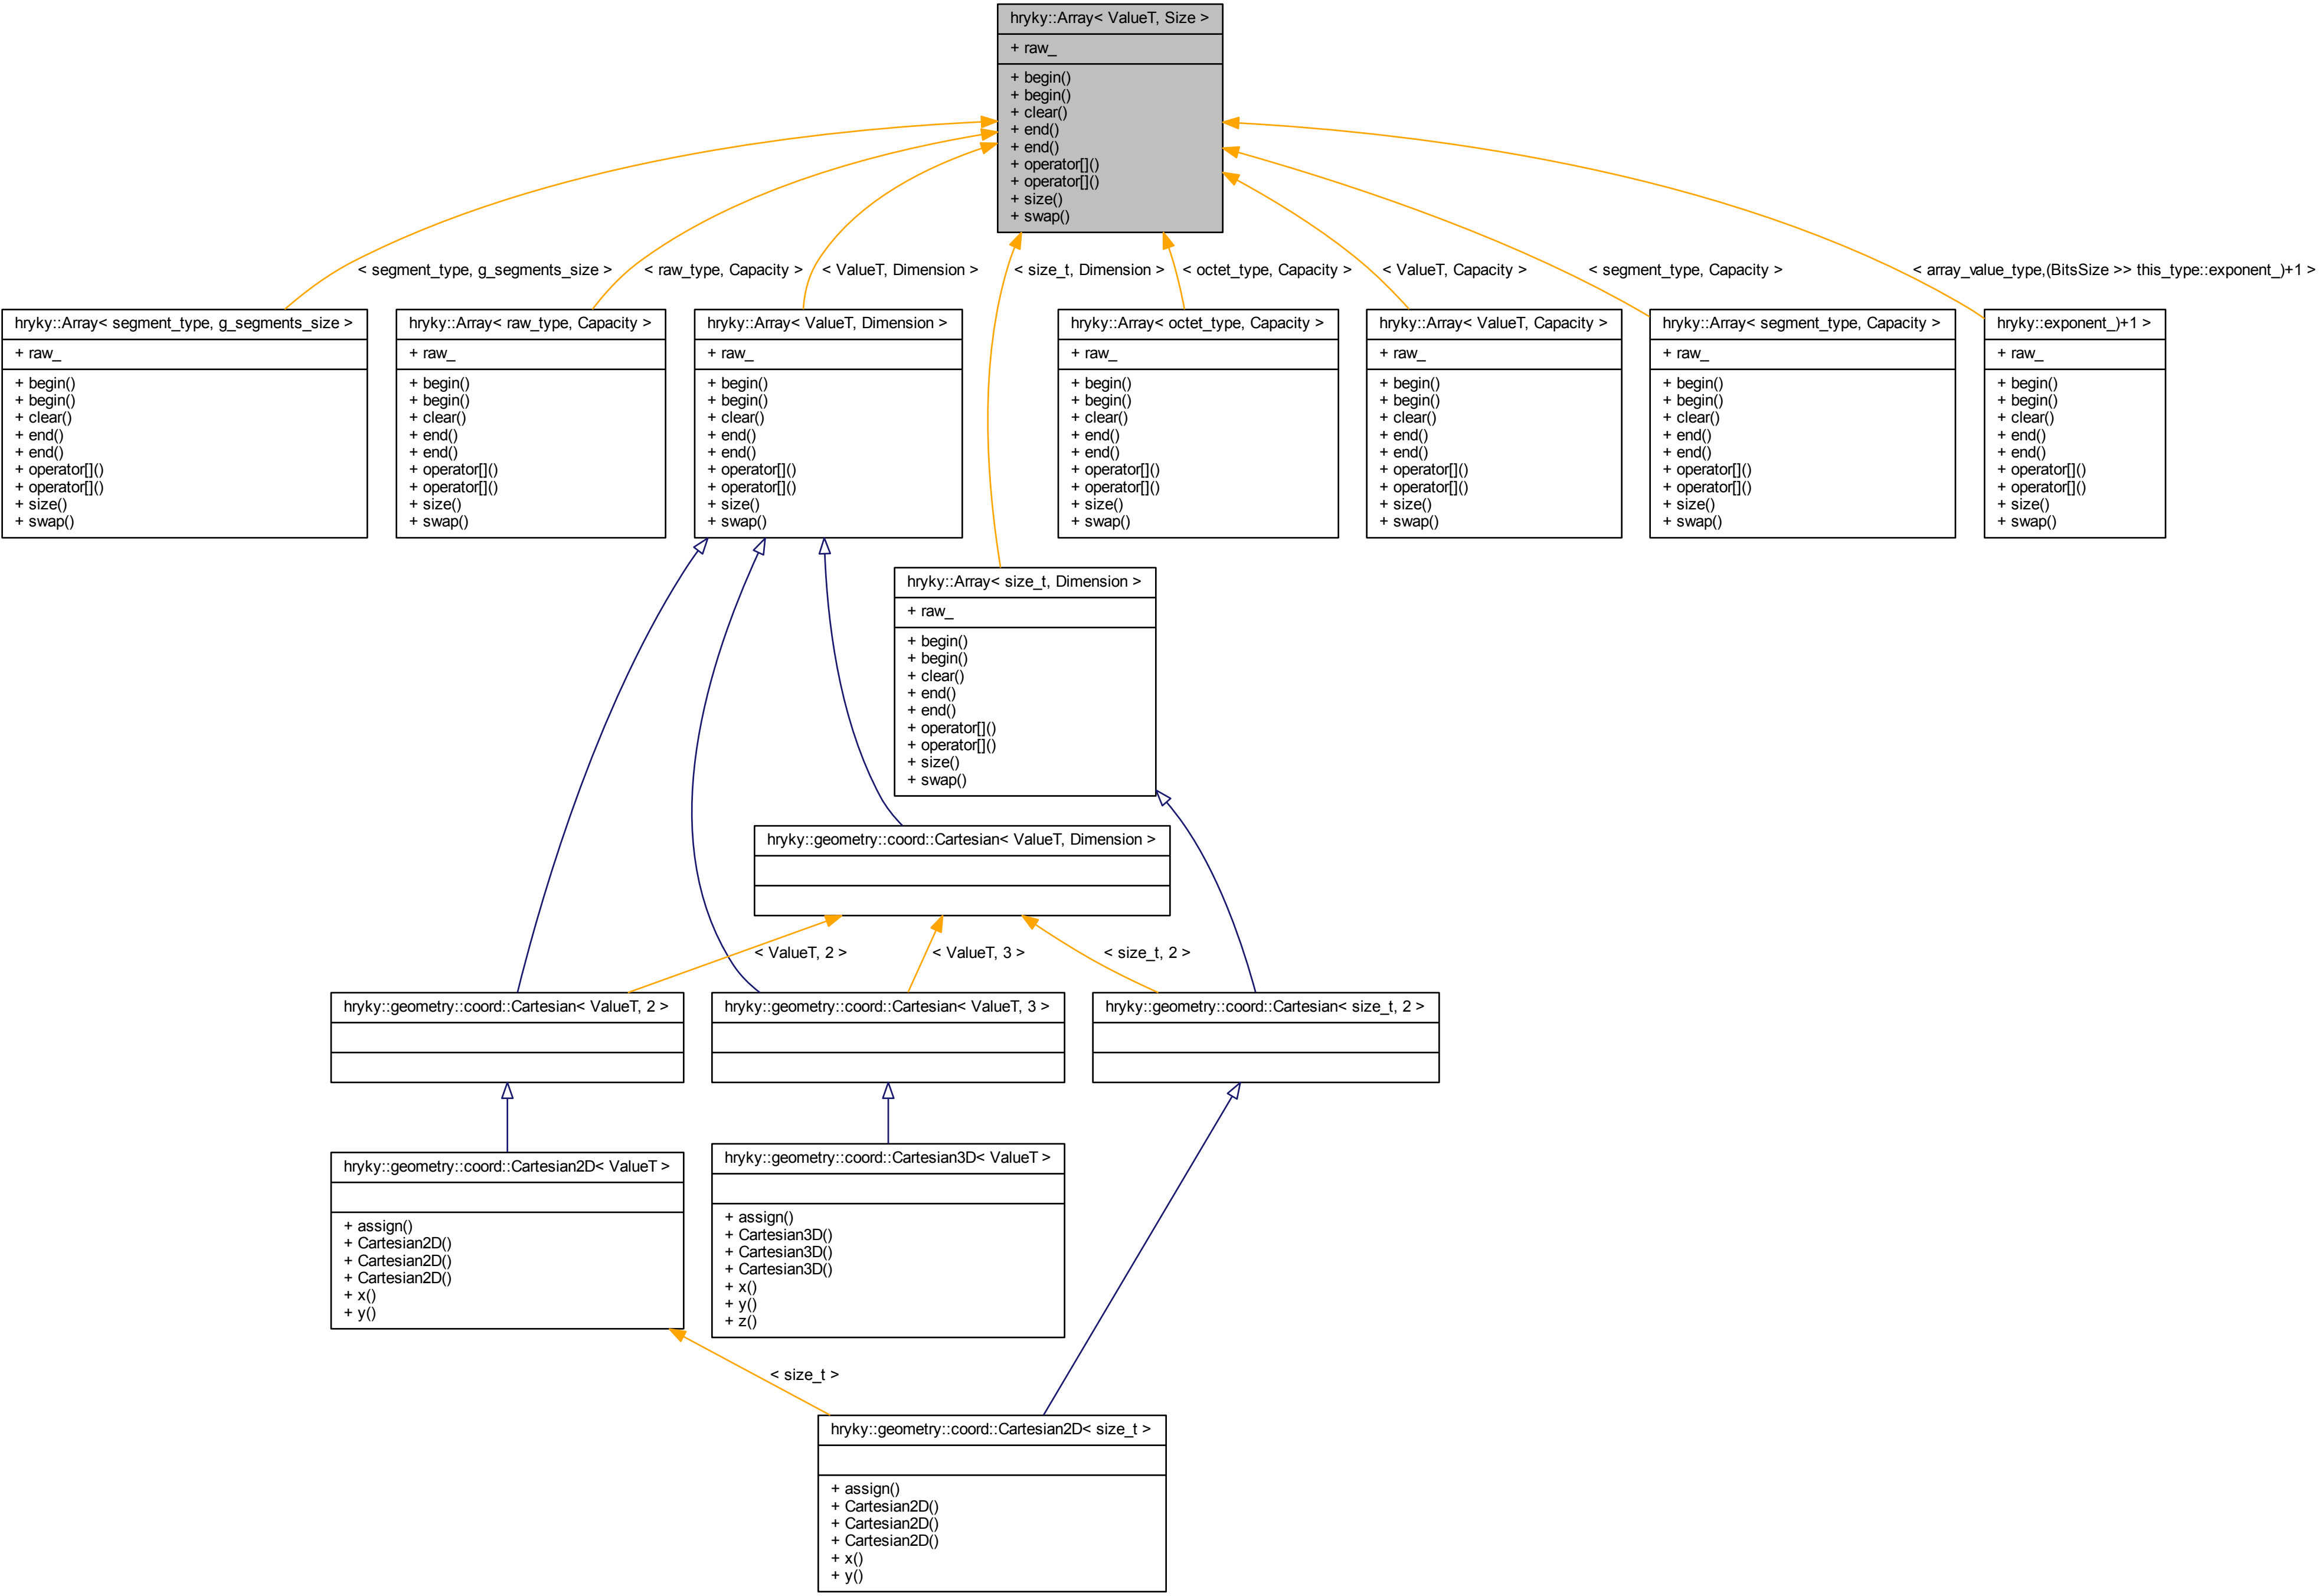 hryky::Array< ValueT, Size >
+ raw_
+ begin()
+ begin()
+ clear()
+ end()
+ end()
+ operator[]()
+ operator[]()
+ size()
+ swap()
< segment_type, g_segments_size >
< raw_type, Capacity >
< ValueT, Dimension >
< size_t, Dimension >
< octet_type, Capacity >
< ValueT, Capacity >
< segment_type, Capacity >
< array_value_type,(BitsSize >> this_type::exponent_)+1 >
hryky::Array< segment_type, g_segments_size >
+ raw_
+ begin()
+ begin()
+ clear()
+ end()
+ end()
+ operator[]()
+ operator[]()
+ size()
+ swap()
hryky::Array< raw_type, Capacity >
+ raw_
+ begin()
+ begin()
+ clear()
+ end()
+ end()
+ operator[]()
+ operator[]()
+ size()
+ swap()
hryky::Array< ValueT, Dimension >
+ raw_
+ begin()
+ begin()
+ clear()
+ end()
+ end()
+ operator[]()
+ operator[]()
+ size()
+ swap()
hryky::Array< octet_type, Capacity >
+ raw_
+ begin()
+ begin()
+ clear()
+ end()
+ end()
+ operator[]()
+ operator[]()
+ size()
+ swap()
hryky::Array< ValueT, Capacity >
+ raw_
+ begin()
+ begin()
+ clear()
+ end()
+ end()
+ operator[]()
+ operator[]()
+ size()
+ swap()
hryky::Array< segment_type, Capacity >
+ raw_
+ begin()
+ begin()
+ clear()
+ end()
+ end()
+ operator[]()
+ operator[]()
+ size()
+ swap()
hryky::exponent_)+1 >
+ raw_
+ begin()
+ begin()
+ clear()
+ end()
+ end()
+ operator[]()
+ operator[]()
+ size()
+ swap()
hryky::Array< size_t, Dimension >
+ raw_
+ begin()
+ begin()
+ clear()
+ end()
+ end()
+ operator[]()
+ operator[]()
+ size()
+ swap()
hryky::geometry::coord::Cartesian< ValueT, Dimension >
< ValueT, 2 >
< ValueT, 3 >
< size_t, 2 >
hryky::geometry::coord::Cartesian< ValueT, 2 >
hryky::geometry::coord::Cartesian< ValueT, 3 >
hryky::geometry::coord::Cartesian< size_t, 2 >
hryky::geometry::coord::Cartesian2D< ValueT >
+ assign()
+ Cartesian2D()
+ Cartesian2D()
+ Cartesian2D()
+ x()
+ y()
hryky::geometry::coord::Cartesian3D< ValueT >
+ assign()
+ Cartesian3D()
+ Cartesian3D()
+ Cartesian3D()
+ x()
+ y()
+ z()
< size_t >
hryky::geometry::coord::Cartesian2D< size_t >
+ assign()
+ Cartesian2D()
+ Cartesian2D()
+ Cartesian2D()
+ x()
+ y()